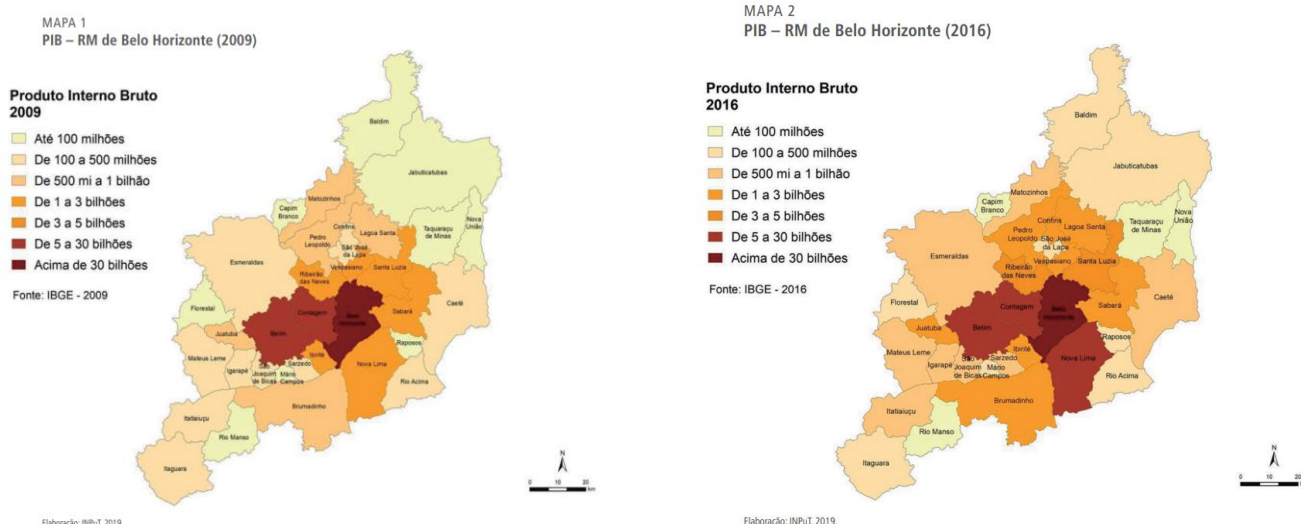 MAPA 1
PIB – RM de Belo Horizonte (2009)
Produto Interno Bruto
2009
Até 100 milhões
De 100 a 500 milhões
De 500 mi a 1 bilhão
De 1 a 3 bilhões
De 3 a 5 bilhões
De 5 a 30 bilhões
Acima de 30 bilhões
Fonte: IBGE - 2009
Baldim
Jabuticatubas
Matozinhos
Capim
Branco
Confins
Lagoa Santa
Pedro
Leopoldo
São José
da Lapa
Taquaraçu
de Minas
Nova
União
Esmeraldas
Vespasiano
Santa Luzia
Ribeirão
das Neves
Florestal
Contagem
Belo
Horizonte
Sabará
Caeté
Juatuba
Betim
Raposos
Mateus Leme
Igarapé
São
Joaquim
de Bicas
Sarzedo
Mário
Campos
Ibirité
Nova Lima
Rio Acima
Brumadinho
Itatiaiuçu
Rio Manso
Itaguara
N
0 10 20
km
Elaboração: INPuT, 2019.
MAPA 2
PIB – RM de Belo Horizonte (2016)
Produto Interno Bruto
2016
Até 100 milhões
De 100 a 500 milhões
De 500 mi a 1 bilhão
De 1 a 3 bilhões
De 3 a 5 bilhões
De 5 a 30 bilhões
Acima de 30 bilhões
Fonte: IBGE - 2016
Baldim
Jabuticatubas
Matozinhos
Capim
Branco
Confins
Lagoa Santa
Pedro
Leopoldo
São José
da Lapa
Taquaraçu
de Minas
Nova
União
Esmeraldas
Vespasiano
Santa Luzia
Ribeirão
das Neves
Florestal
Contagem
Belo
Horizonte
Sabará
Caeté
Juatuba
Betim
Raposos
Mateus Leme
Igarapé
São
Joaquim
de Bicas
Sarzedo
Mário
Campos
Ibirité
Nova Lima
Rio Acima
Brumadinho
Itatiaiuçu
Rio Manso
Itaguara
N
0 10 20
Elaboração: INPuT, 2019.